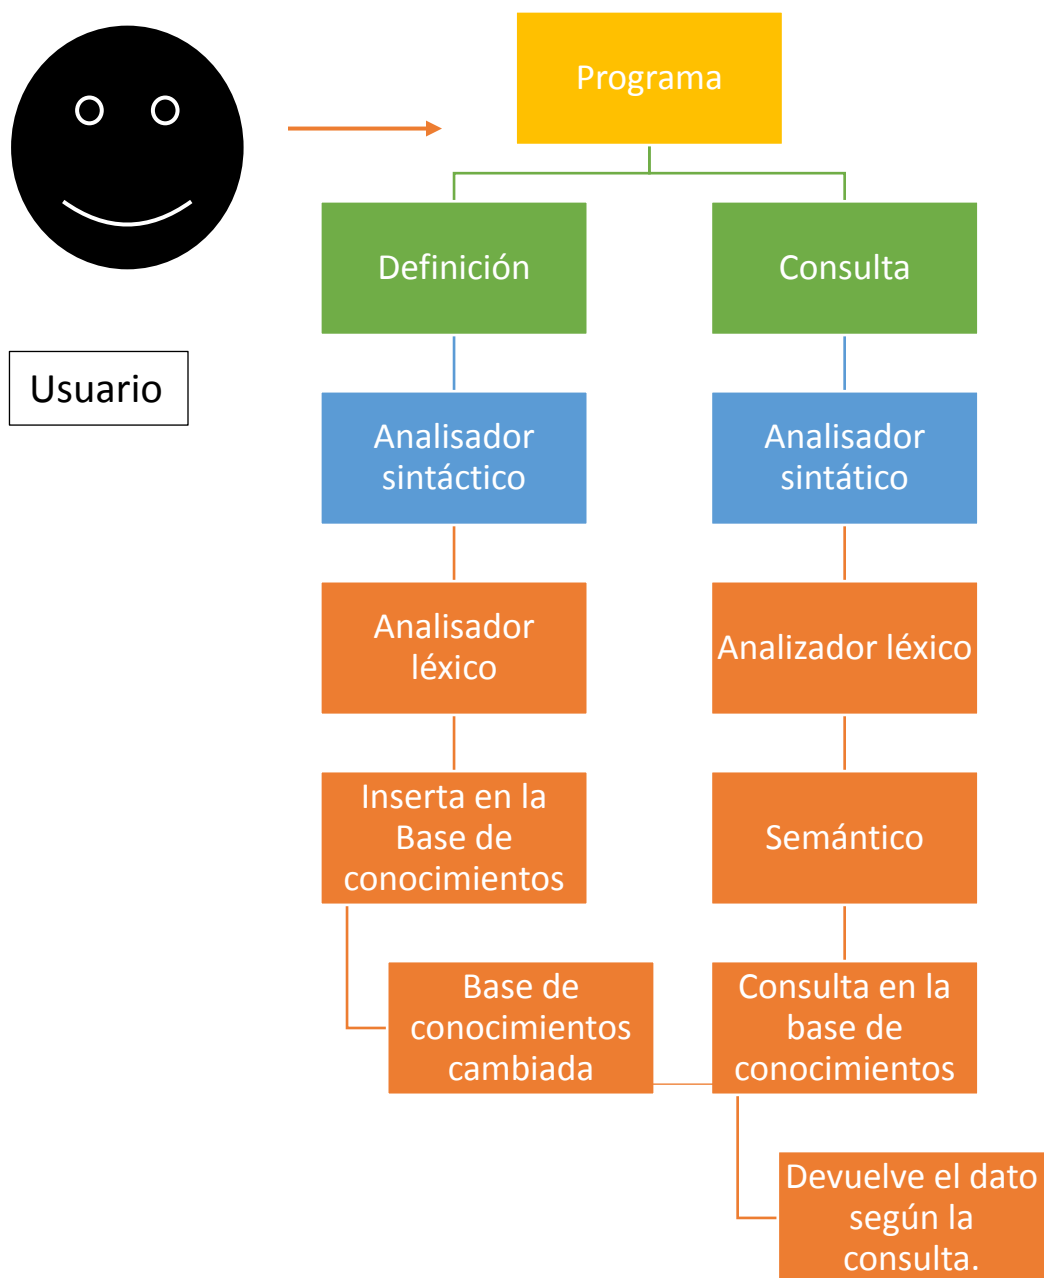 Programa
Definición
Consulta
Usuario
Analisador
sintáctico
Analisador
sintático
Analisador
léxico
Analizador léxico
Inserta en la
Base de
conocimientos
Semántico
Base de
conocimientos
cambiada
Consulta en la
base de
conocimientos
Devuelve el dato
según la
consulta.